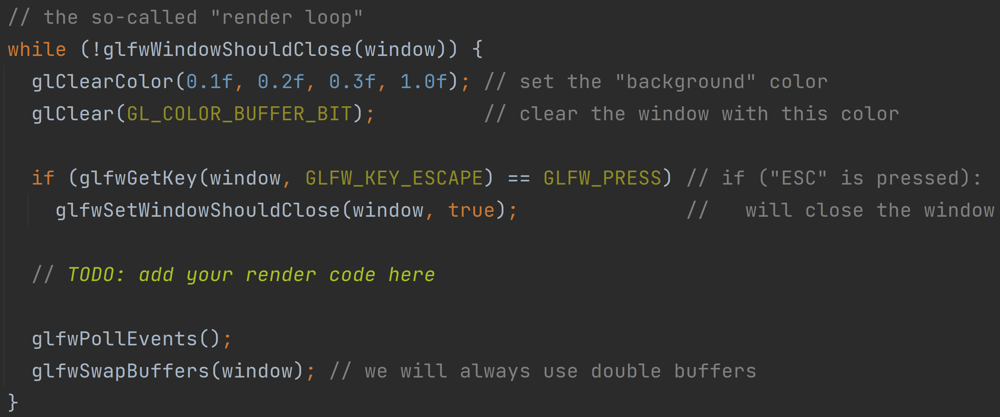 // the so-called "render loop"
while (!glfwWindowShouldClose(window)) {
  glClearColor(0.1f, 0.2f, 0.3f, 1.0f); // set the "background" color
  glClear(GL_COLOR_BUFFER_BIT);         // clear the window with this color

  if (glfwGetKey(window, GLFW_KEY_ESCAPE) == GLFW_PRESS) // if ("ESC" is pressed):
    glfwSetWindowShouldClose(window, true);              //   will close the window

  // TODO: add your render code here

  glfwPollEvents();
  glfwSwapBuffers(window); // we will always use double buffers
}